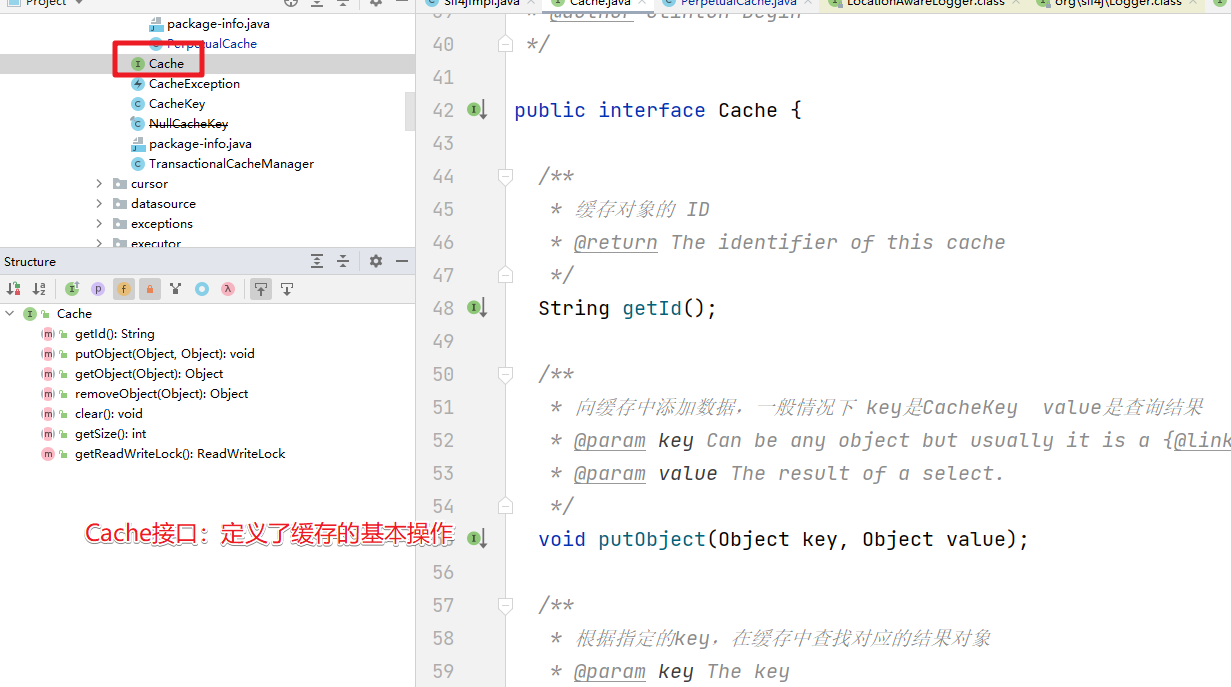 Project
package-info.java
PerpetualCache
Cache
CacheException
CacheKey
NullCacheKey
package-info.java
TransactionalCacheManager
cursor
datasource
exceptions
executor
Structure
Cache
getId(): String
putObject(Object, Object): void
getObject(Object): Object
removeObject(Object): Object
clear(): void
getSize(): int
getReadWriteLock(): ReadWriteLock
Cache接口：定义了缓存的基本操作
Slf4jImpl.java Cache.java PerpetualCache.java LocationAwareLogger.class org\slf4j\Logger.class
39 * @author Clinton Begin
40 */
41
42 public interface Cache {
43
44 /**
45 * 缓存对象的 ID
46 * @return The identifier of this cache
47 */
48 String getId();
49
50 /**
51 * 向缓存中添加数据，一般情况下 key是CacheKey  value是查询结果
52 * @param key Can be any object but usually it is a {@link
53 * @param value The result of a select.
54 */
void putObject(Object key, Object value);
56
57 /**
58 * 根据指定的key，在缓存中查找对应的结果对象
59 * @param key The key